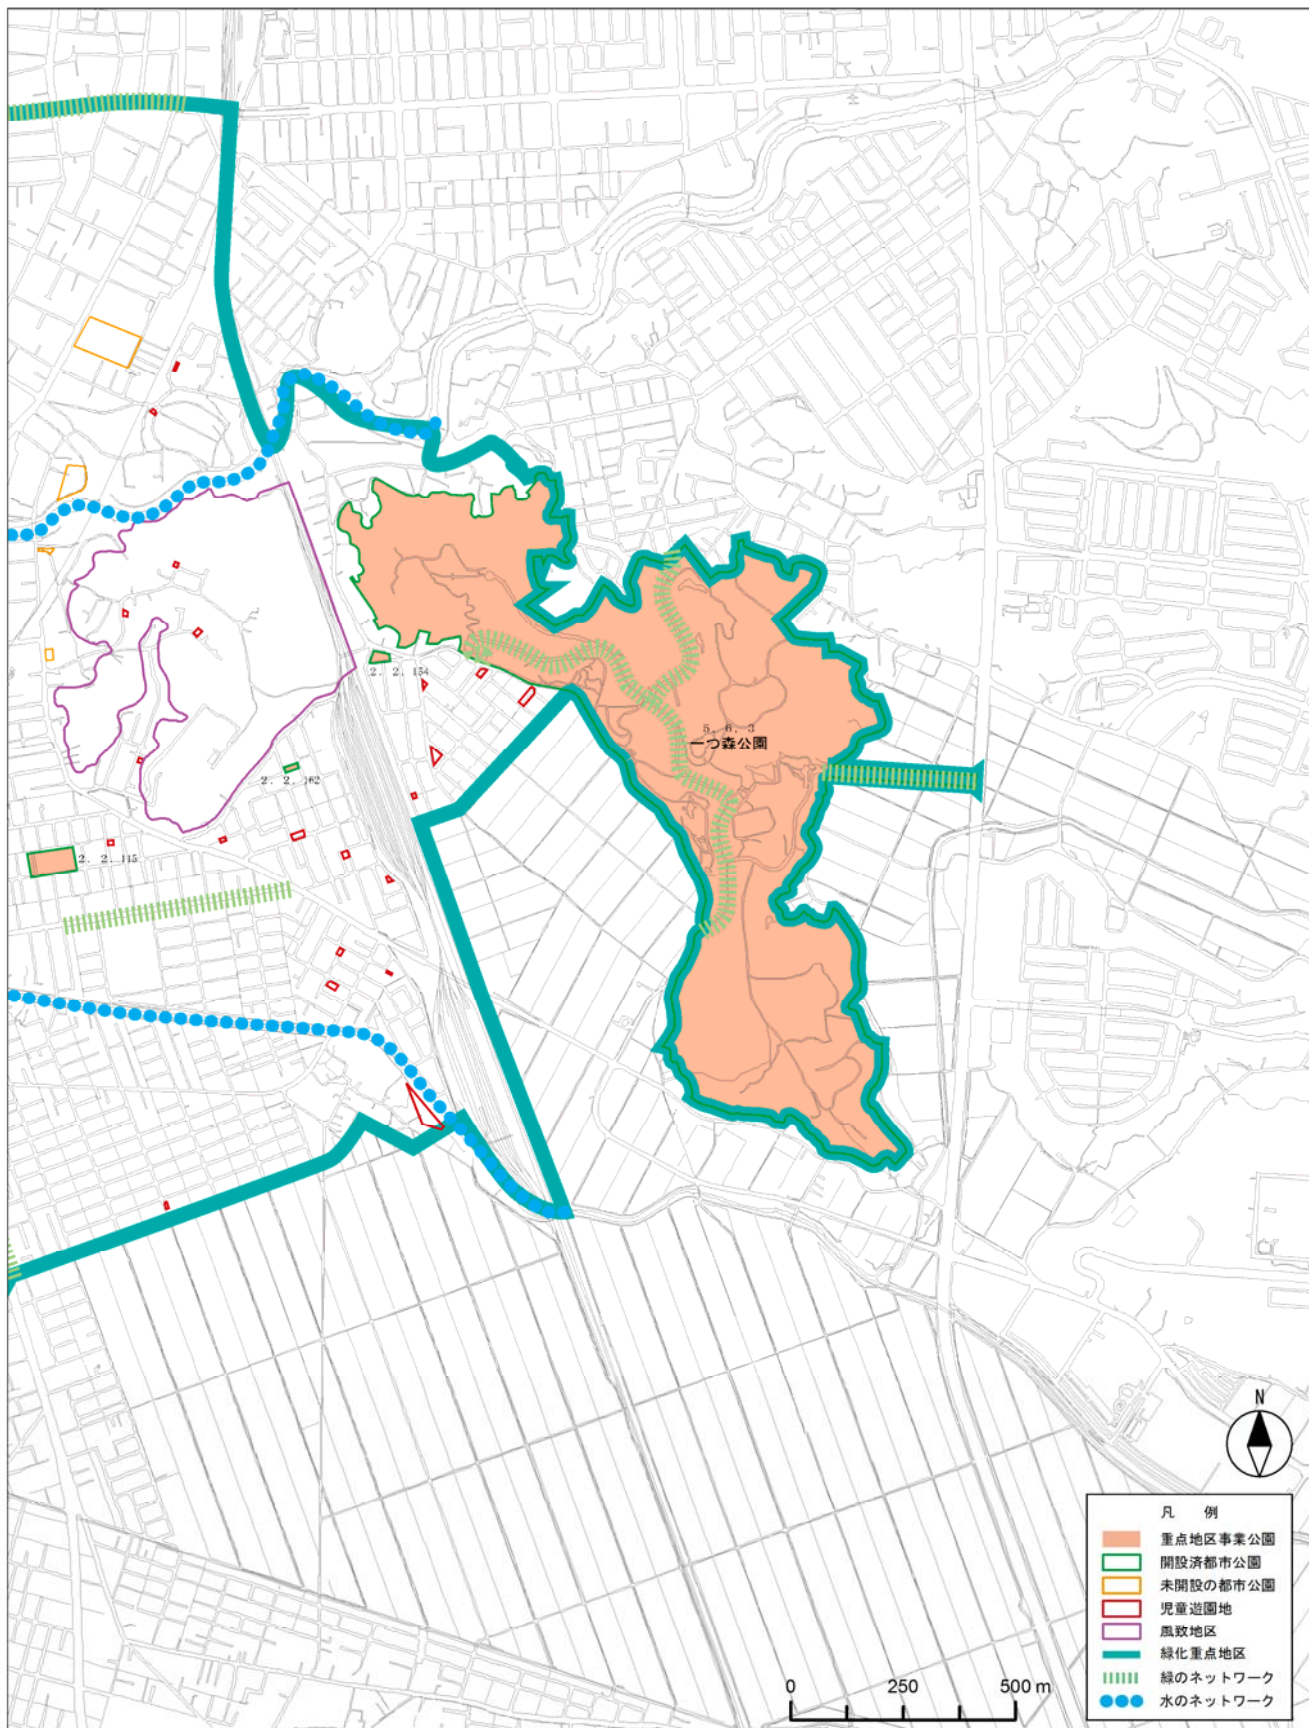 2. 2. 154
5. 6. 3
一つ森公園
2. 2. 162
2. 2. 115
N
凡 例
重点地区事業公園
開設済都市公園
未開設の都市公園
児童遊園地
風致地区
緑化重点地区
緑のネットワーク
水のネットワーク
0 250 500 m